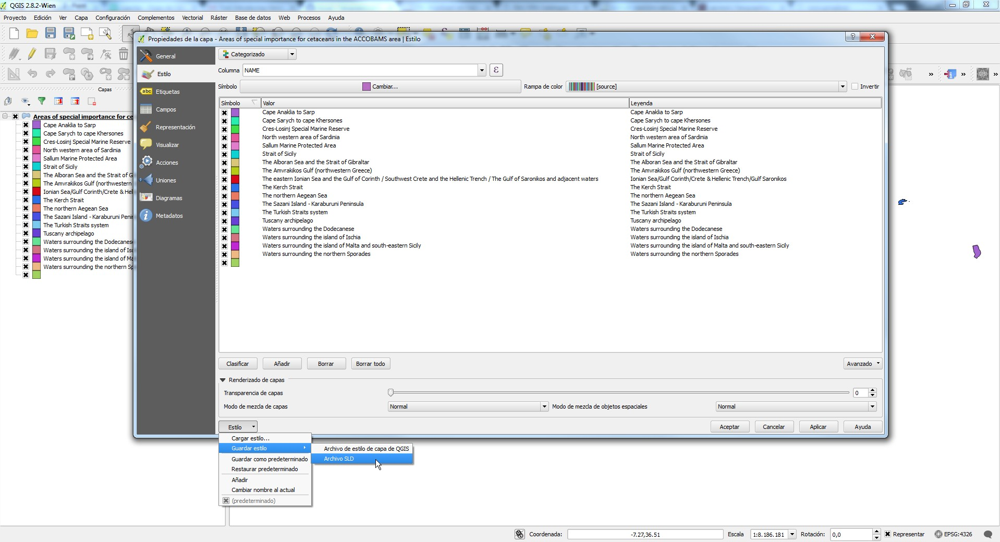 QGIS 2.8.2-Wien
Proyecto Edición Ver Capa Configuración Complementos Vectorial Ráster Base de datos Web Procesos Ayuda
Propiedades de la capa - Areas of special importance for cetaceans in the ACCOBAMS area | Estilo
Capas
Areas of special importance for ce
Cape Anaklia to Sarp
Cape Sarych to cape Khersones
Cres-Losinj Special Marine Reserve
North western area of Sardinia
Sallum Marine Protected Area
Strait of Sicily
The Alboran Sea and the Strait of G
The Amvrakikos Gulf (northwestern
Ionian Sea/Gulf Corinth/Crete & Hel
The Kerch Strait
The northern Aegean Sea
The Sazani Island - Karaburuni Penir
The Turkish Straits system
Tuscany archipelago
Waters surrounding the Dodecanese
Waters surrounding the island of Isc
Waters surrounding the island of Ma
Waters surrounding the northern Sp
General
Estilo
abc Etiquetas
Campos
Representación
Visualizar
Acciones
Uniones
Diagramas
Metadatos
Categorizado
Columna NAME ε
Símbolo Cambiar... Rampa de color [source] Invertir
Símbolo Valor Leyenda
Cape Anaklia to Sarp Cape Anaklia to Sarp
Cape Sarych to cape Khersones Cape Sarych to cape Khersones
Cres-Losinj Special Marine Reserve Cres-Losinj Special Marine Reserve
North western area of Sardinia North western area of Sardinia
Sallum Marine Protected Area Sallum Marine Protected Area
Strait of Sicily Strait of Sicily
The Alboran Sea and the Strait of Gibraltar The Alboran Sea and the Strait of Gibraltar
The Amvrakikos Gulf (northwestern Greece) The Amvrakikos Gulf (northwestern Greece)
The eastern Ionian Sea and the Gulf of Corinth / Southwest Crete and the Hellenic Trench / The Gulf of Saronikos and adjacent waters Ionian Sea/Gulf Corinth/Crete & Hellenic Trench/Gulf Saronikos
The Kerch Strait The Kerch Strait
The northern Aegean Sea The northern Aegean Sea
The Sazani Island - Karaburuni Peninsula The Sazani Island - Karaburuni Peninsula
The Turkish Straits system The Turkish Straits system
Tuscany archipelago Tuscany archipelago
Waters surrounding the Dodecanese Waters surrounding the Dodecanese
Waters surrounding the island of Ischia Waters surrounding the island of Ischia
Waters surrounding the island of Malta and south-eastern Sicily Waters surrounding the island of Malta and south-eastern Sicily
Waters surrounding the northern Sporades Waters surrounding the northern Sporades
Clasificar Añadir Borrar Borrar todo Avanzado
Renderizado de capas
Transparencia de capas 0
Modo de mezcla de capas Normal Modo de mezcla de objetos espaciales Normal
Estilo Aceptar Cancelar Aplicar Ayuda
Cargar estilo...
Guardar estilo
Guardar como predeterminado
Restaurar predeterminado
Añadir
Cambiar nombre al actual
(predeterminado)
Archivo de estilo de capa de QGIS
Archivo SLD
Coordenada: -7.27,36.51 Escala 1:8.186.181 Rotación: 0,0 Representar EPSG:4326